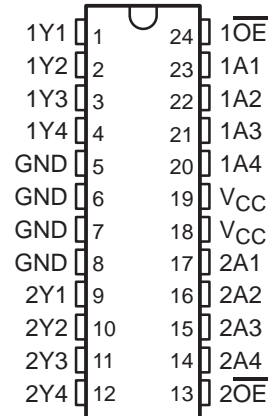 1Y1 1 24 1O̅E̅
1Y2 2 23 1A1
1Y3 3 22 1A2
1Y4 4 21 1A3
GND 5 20 1A4
GND 6 19 VCC
GND 7 18 VCC
GND 8 17 2A1
2Y1 9 16 2A2
2Y2 10 15 2A3
2Y3 11 14 2A4
2Y4 12 13 2O̅E̅